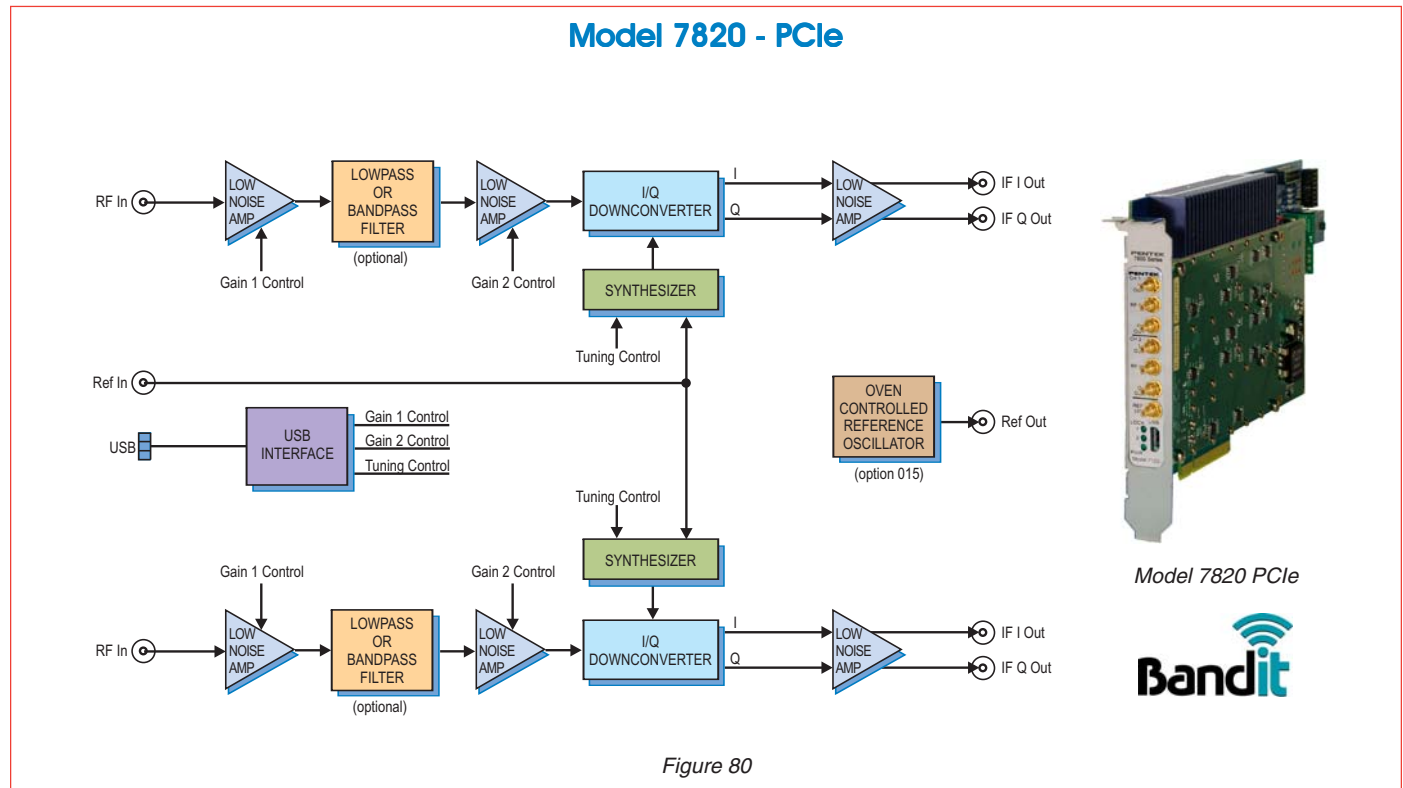 Model 7820 - PCIe
RF In
LOW
NOISE
AMP
Gain 1 Control
LOWPASS
OR
BANDPASS
FILTER
(optional)
LOW
NOISE
AMP
Gain 2 Control
I/Q
DOWNCONVERTER
I
Q
LOW
NOISE
AMP
IF I Out
IF Q Out
SYNTHESIZER
Tuning Control
Ref In
USB
USB
INTERFACE
Gain 1 Control
Gain 2 Control
Tuning Control
OVEN
CONTROLLED
REFERENCE
OSCILLATOR
(option 015)
Ref Out
Tuning Control
SYNTHESIZER
RF In
Gain 1 Control
LOW
NOISE
AMP
LOWPASS
OR
BANDPASS
FILTER
(optional)
Gain 2 Control
LOW
NOISE
AMP
I/Q
DOWNCONVERTER
I
Q
LOW
NOISE
AMP
IF I Out
IF Q Out
PENTEK
PENTEK
Model 7820 PCIe
Bandit
Figure 80